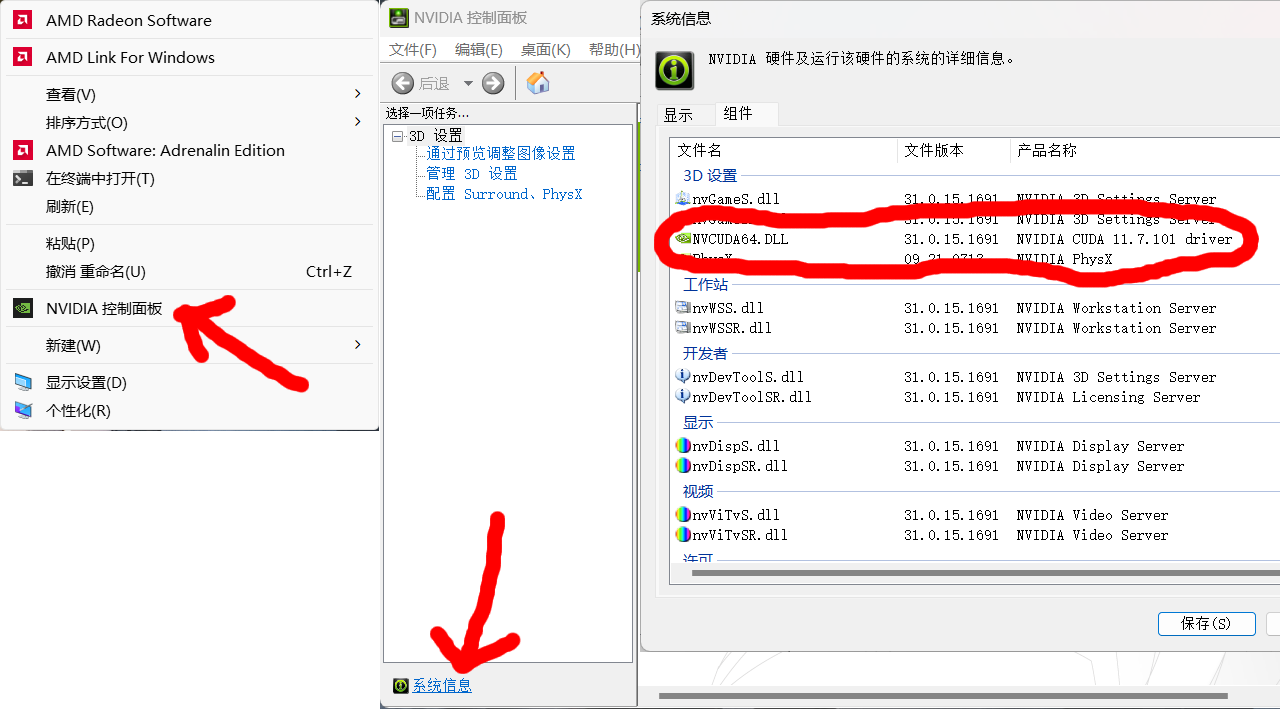 AMD Radeon Software
AMD Link For Windows
查看(V)
排序方式(O)
AMD Software: Adrenalin Edition
在终端中打开(T)
刷新(E)
粘贴(P)
撤消 重命名(U) Ctrl+Z
NVIDIA 控制面板
新建(W)
显示设置(D)
个性化(R)
NVIDIA 控制面板
文件(F) 编辑(E) 桌面(K) 帮助(H)
后退
选择一项任务...
3D 设置
通过预览调整图像设置
管理 3D 设置
配置 Surround、PhysX
系统信息
系统信息
NVIDIA 硬件及运行该硬件的系统的详细信息。
显示 组件
文件名 文件版本 产品名称
3D 设置
nvGameS.dll 31.0.15.1691 NVIDIA 3D Settings Server
31.0.15.1691 NVIDIA 3D Settings Server
NVCUDA64.DLL 31.0.15.1691 NVIDIA CUDA 11.7.101 driver
PhysX 09.21.0713 NVIDIA PhysX
工作站
nvWSS.dll 31.0.15.1691 NVIDIA Workstation Server
nvWSSR.dll 31.0.15.1691 NVIDIA Workstation Server
开发者
nvDevToolS.dll 31.0.15.1691 NVIDIA 3D Settings Server
nvDevToolSR.dll 31.0.15.1691 NVIDIA Licensing Server
显示
nvDispS.dll 31.0.15.1691 NVIDIA Display Server
nvDispSR.dll 31.0.15.1691 NVIDIA Display Server
视频
nvViTvS.dll 31.0.15.1691 NVIDIA Video Server
nvViTvSR.dll 31.0.15.1691 NVIDIA Video Server
许可
保存(S)